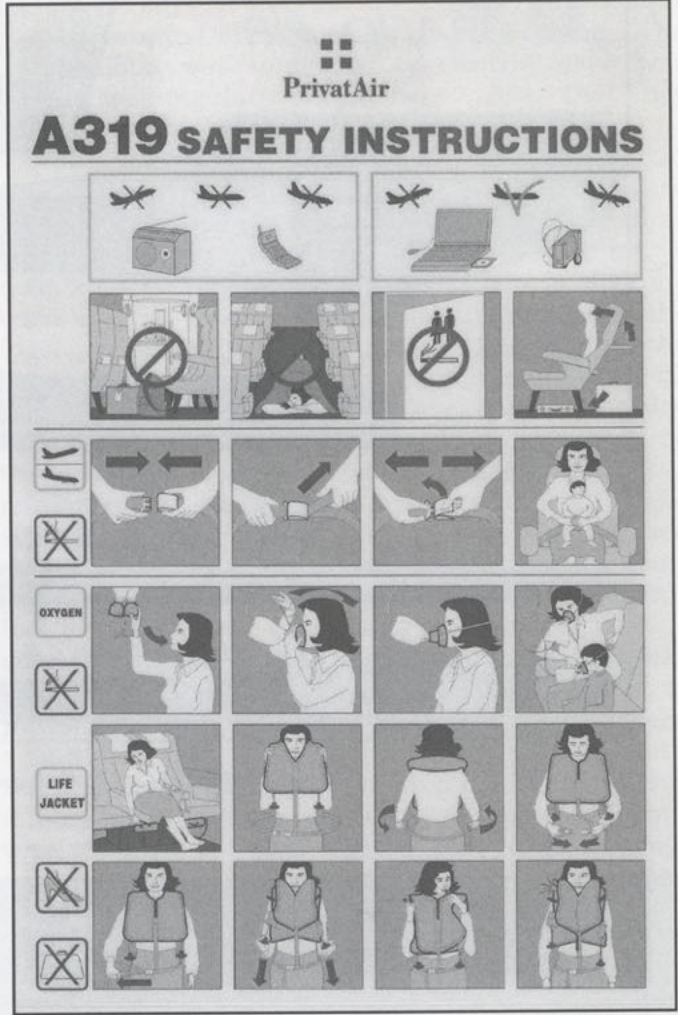 PrivatAir
A319 SAFETY INSTRUCTIONS
OXYGEN
LIFE
JACKET